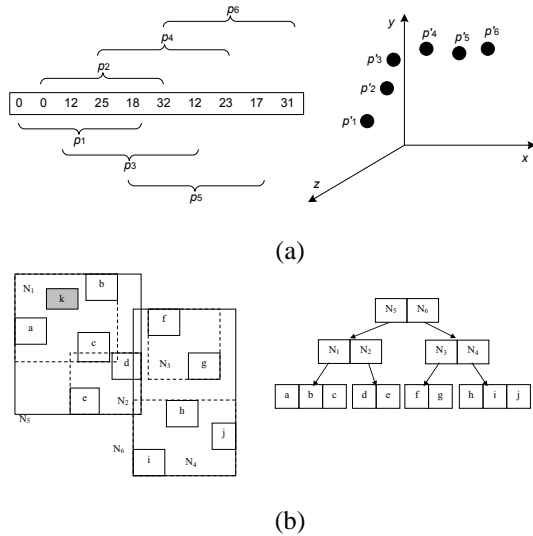 p6
p4
p2
0 0 12 25 18 32 12 23 17 31
p1
p3
p5
y
p'4 p'5 p'6
p'3
p'2
p'1
x
z
(a)
N1 b
k
a
c
d
e N2
N5
f
N3 g
h
j
N6
i N4
N5 N6
N1 N2 N3 N4
a b c d e f g h i j
(b)